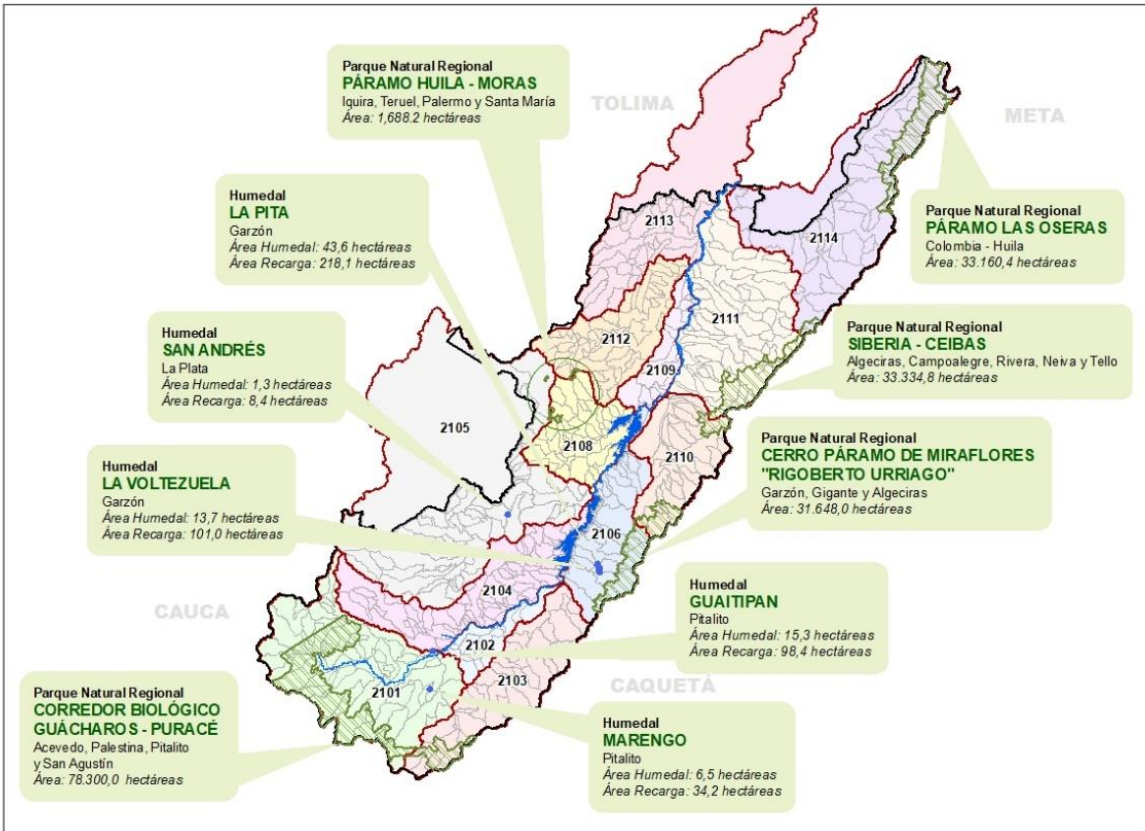 Parque Natural Regional
PÁRAMO HUILA - MORAS
Iquira, Teruel, Palermo y Santa María
Área: 1,688.2 hectáreas
TOLIMA
META
Humedal
LA PITA
Garzón
Área Humedal: 43,6 hectáreas
Área Recarga: 218,1 hectáreas
Parque Natural Regional
PÁRAMO LAS OSERAS
Colombia - Huila
Área: 33.160,4 hectáreas
2113
2114
Humedal
SAN ANDRÉS
La Plata
Área Humedal: 1,3 hectáreas
Área Recarga: 8,4 hectáreas
2111
2112
2109
Parque Natural Regional
SIBERIA - CEIBAS
Algeciras, Campoalegre, Rivera, Neiva y Tello
Área: 33.334,8 hectáreas
2105
2108
2110
Parque Natural Regional
CERRO PÁRAMO DE MIRAFLORES
"RIGOBERTO URRIAGO"
Garzón, Gigante y Algeciras
Área: 31.648,0 hectáreas
Humedal
LA VOLTEZUELA
Garzón
Área Humedal: 13,7 hectáreas
Área Recarga: 101,0 hectáreas
2106
2104
CAUCA
2102
Humedal
GUAITIPAN
Pitalito
Área Humedal: 15,3 hectáreas
Área Recarga: 98,4 hectáreas
2103
2101
CAQUETÁ
Parque Natural Regional
CORREDOR BIOLÓGICO
GUÁCHAROS - PURACÉ
Acevedo, Palestina, Pitalito
y San Agustín
Área: 78.300,0 hectáreas
Humedal
MARENGO
Pitalito
Área Humedal: 6,5 hectáreas
Área Recarga: 34,2 hectáreas